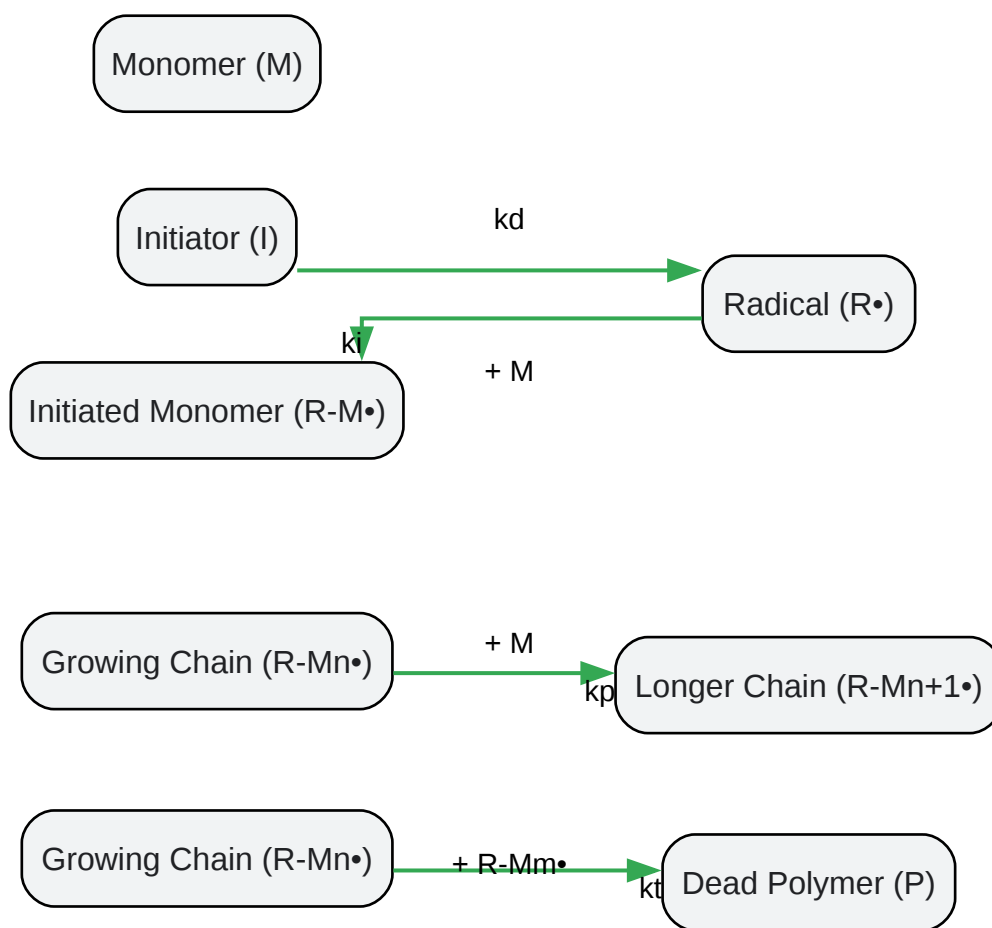 Monomer (M)
Initiator (I)
kd
Radical (R•)
ki
+ M
Initiated Monomer (R-M•)
Growing Chain (R-Mn•)
+ M
kp
Longer Chain (R-Mn+1•)
Growing Chain (R-Mn•)
+ R-Mm•
kt
Dead Polymer (P)